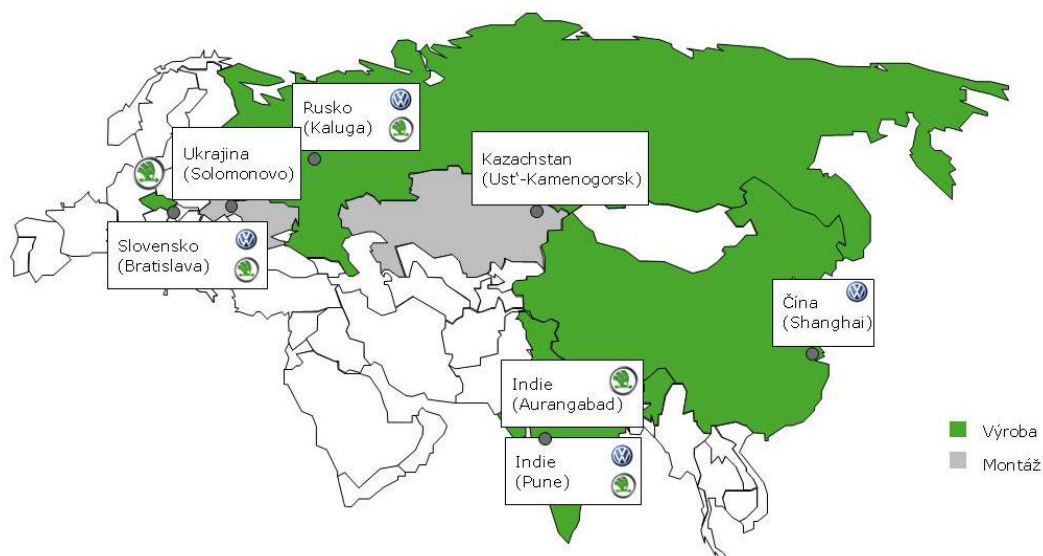 Rusko
(Kaluga)
Ukrajina
(Solomonovo)
Kazachstan
(Ust‘-Kamenogorsk)
Slovensko
(Bratislava)
Čína
(Shanghai)
Indie
(Aurangabad)
Indie
(Pune)
Výroba
Montáž